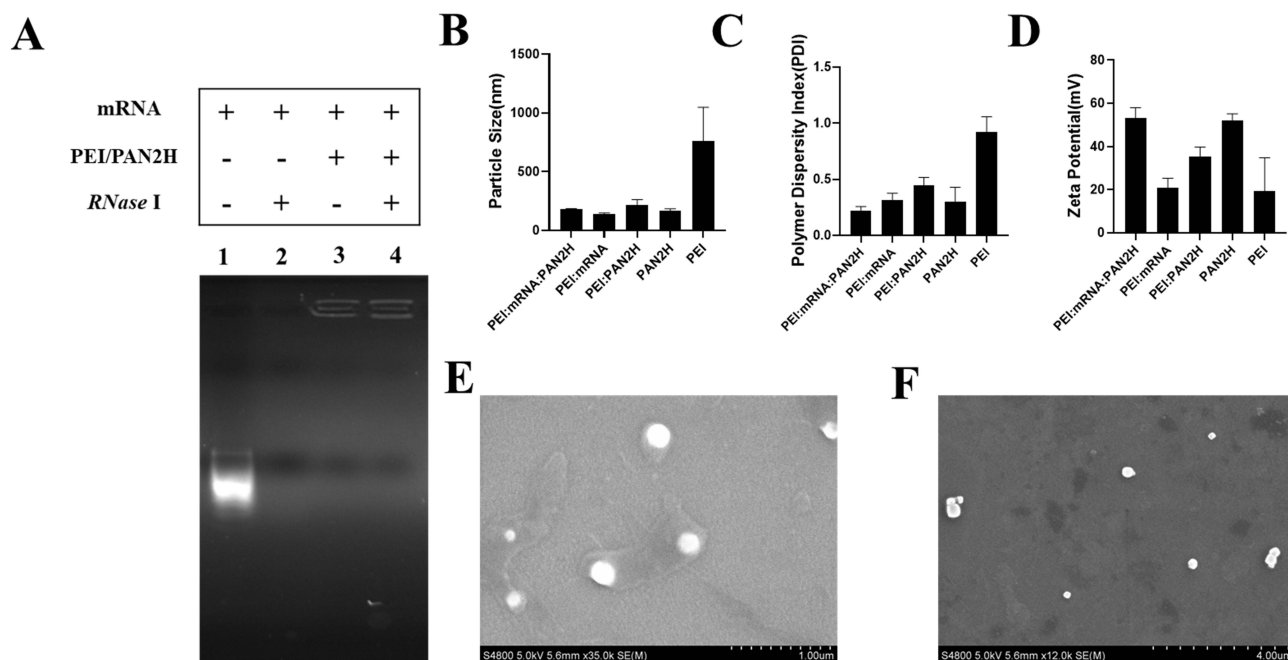 A
mRNA + + + +
PEI/PAN2H - - + +
RNase I - + - +
1 2 3 4
B
Particle Size(nm)
1500
1000
500
0
PEI:mRNA:PAN2H
PEI:mRNA
PEI:PAN2H
PAN2H
PEI
C
Polymer Dispersity Index(PDI)
1.5
1.0
0.5
0.0
PEI:mRNA:PAN2H
PEI:mRNA
PEI:PAN2H
PAN2H
PEI
D
Zeta Potential(mV)
80
60
40
20
0
PEI:mRNA:PAN2H
PEI:mRNA
PEI:PAN2H
PAN2H
PEI
E
S4800 5.0kV 5.6mm x35.0k SE(M) 1.00um
F
S4800 5.0kV 5.6mm x12.0k SE(M) 4.00um